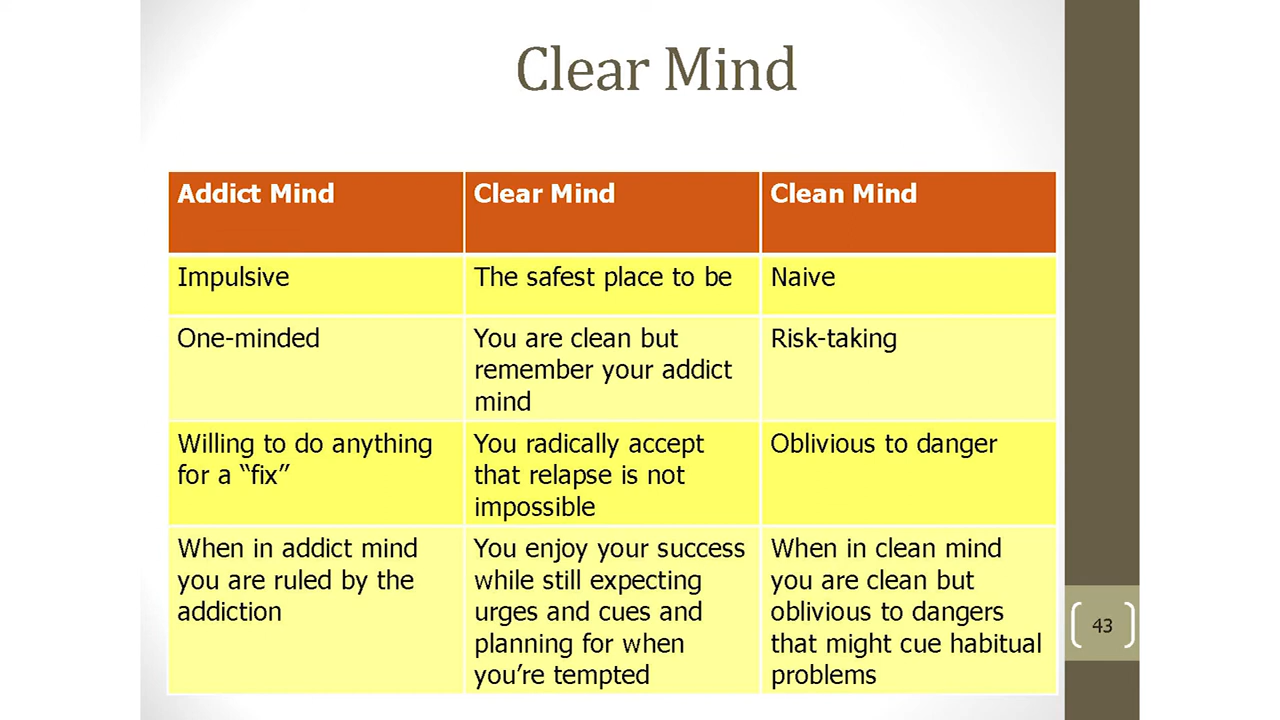 Clear Mind
Addict Mind
Clear Mind
Clean Mind
Impulsive
The safest place to be
Naive
One-minded
You are clean but
remember your addict
mind
Risk-taking
Willing to do anything
for a “fix”
You radically accept
that relapse is not
impossible
Oblivious to danger
When in addict mind
you are ruled by the
addiction
You enjoy your success
while still expecting
urges and cues and
planning for when
you’re tempted
When in clean mind
you are clean but
oblivious to dangers
that might cue habitual
problems
43